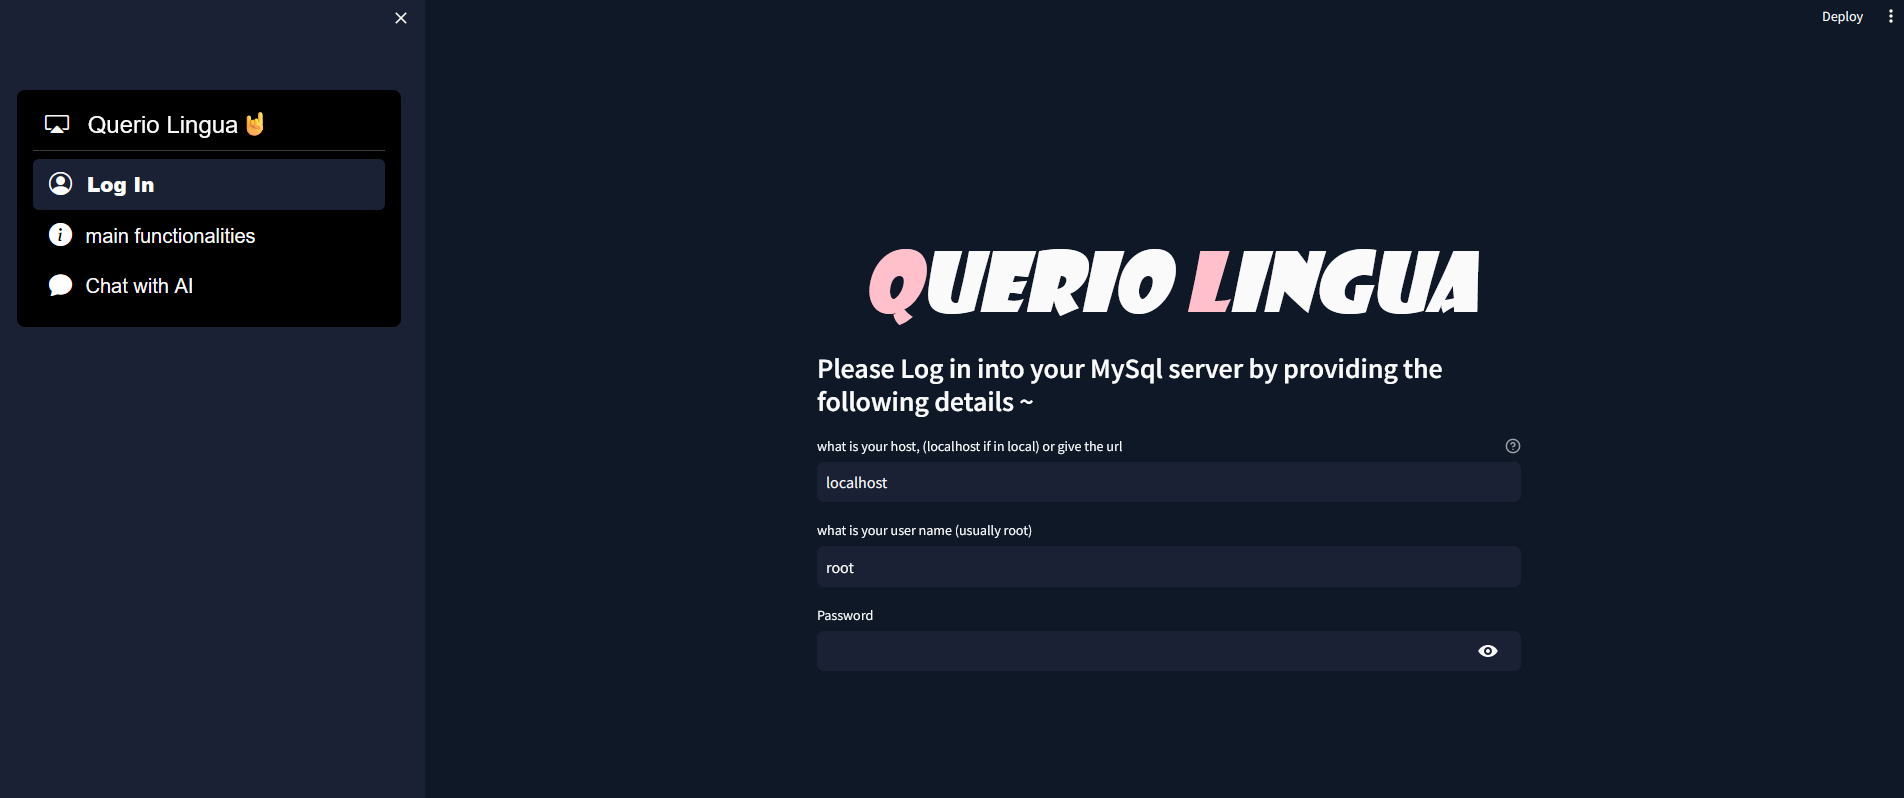 Deploy
Querio Lingua🤘
Log In
main functionalities
Chat with AI
QUERIO LINGUA
Please Log in into your MySql server by providing the
following details ~
what is your host, (localhost if in local) or give the url
localhost
what is your user name (usually root)
root
Password